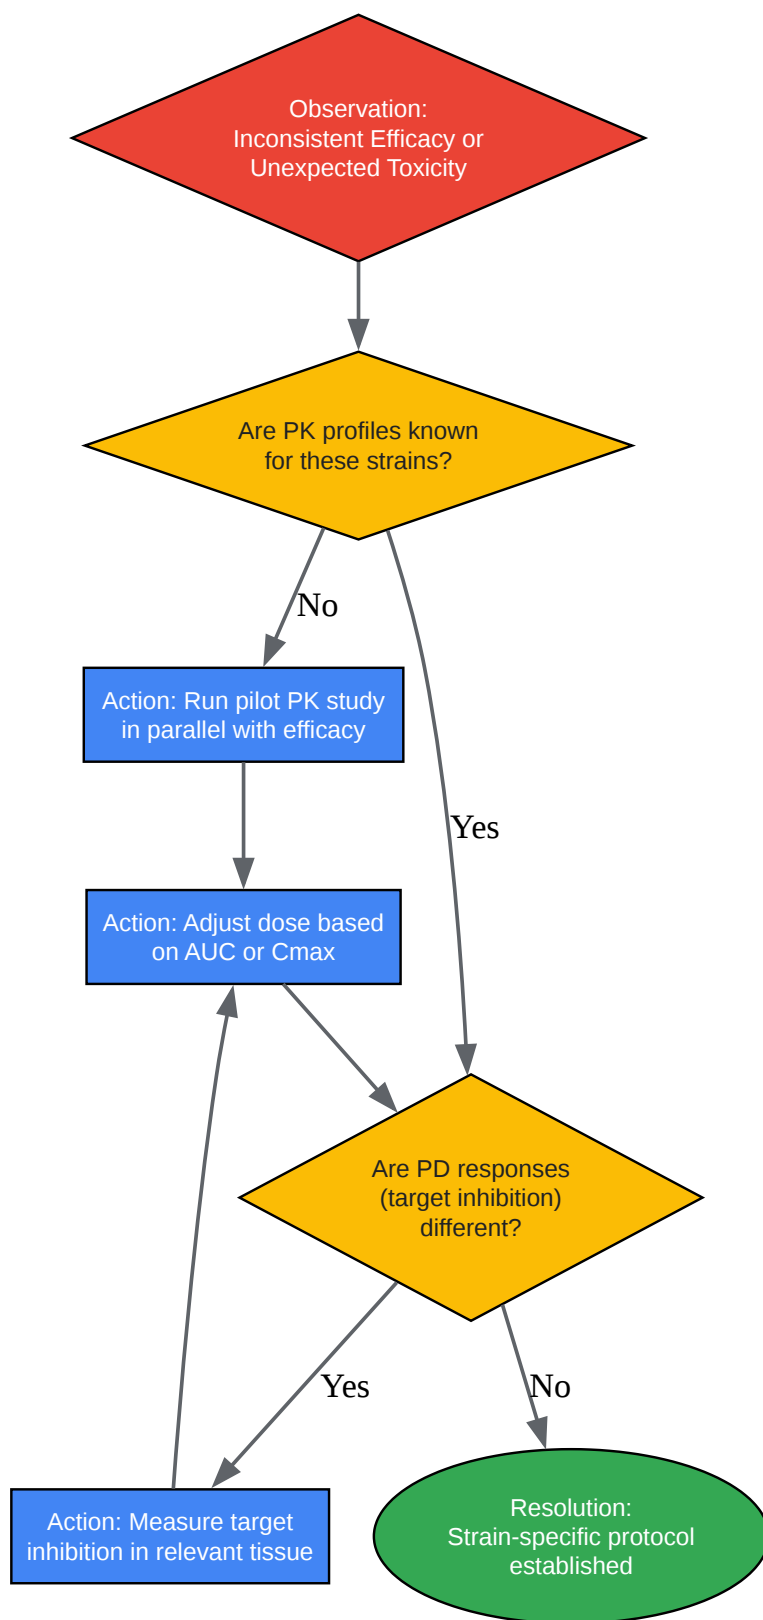 Observation:
Inconsistent Efficacy or
Unexpected Toxicity
Are PK profiles known
for these strains?
No
Action: Run pilot PK study
in parallel with efficacy
Yes
Action: Adjust dose based
on AUC or Cmax
Are PD responses
(target inhibition)
different?
Yes
No
Action: Measure target
inhibition in relevant tissue
Resolution:
Strain-specific protocol
established